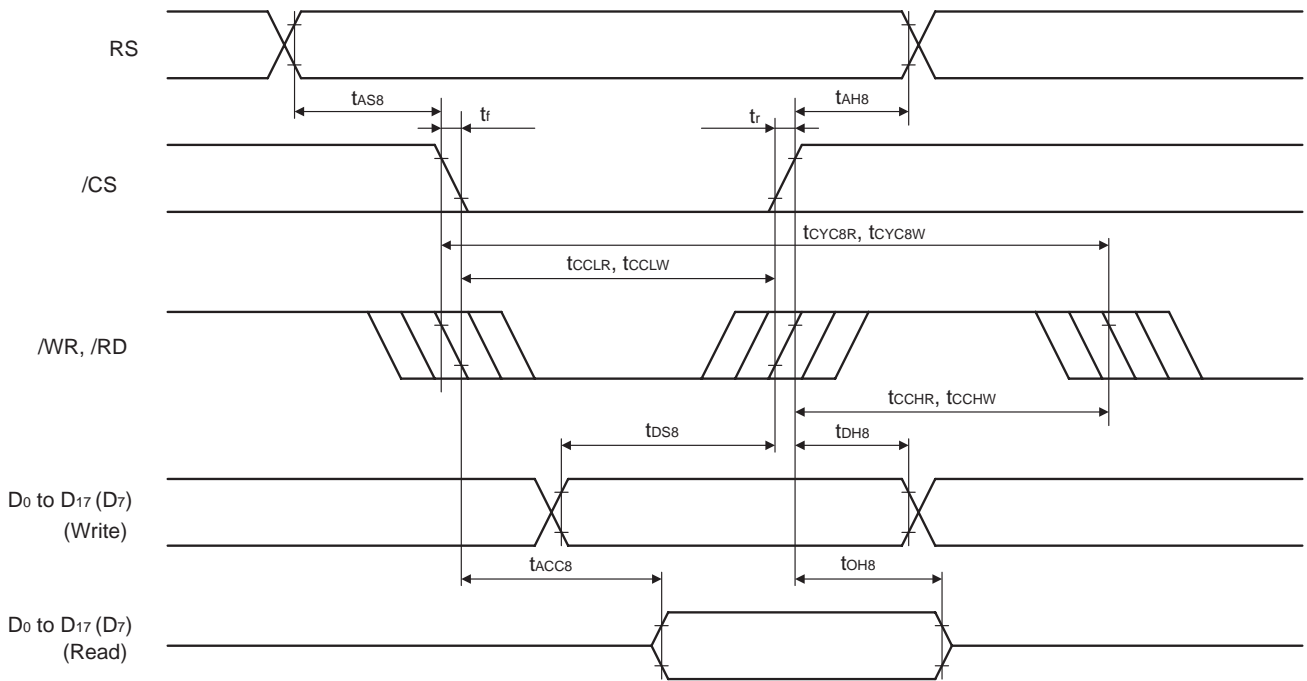 RS
tAS8
tAH8
tf
tr
/CS
tCYC8R, tCYC8W
tCCLR, tCCLW
/WR, /RD
tCCHR, tCCHW
tDS8
tDH8
D0 to D17 (D7)
(Write)
tACC8
tOH8
D0 to D17 (D7)
(Read)